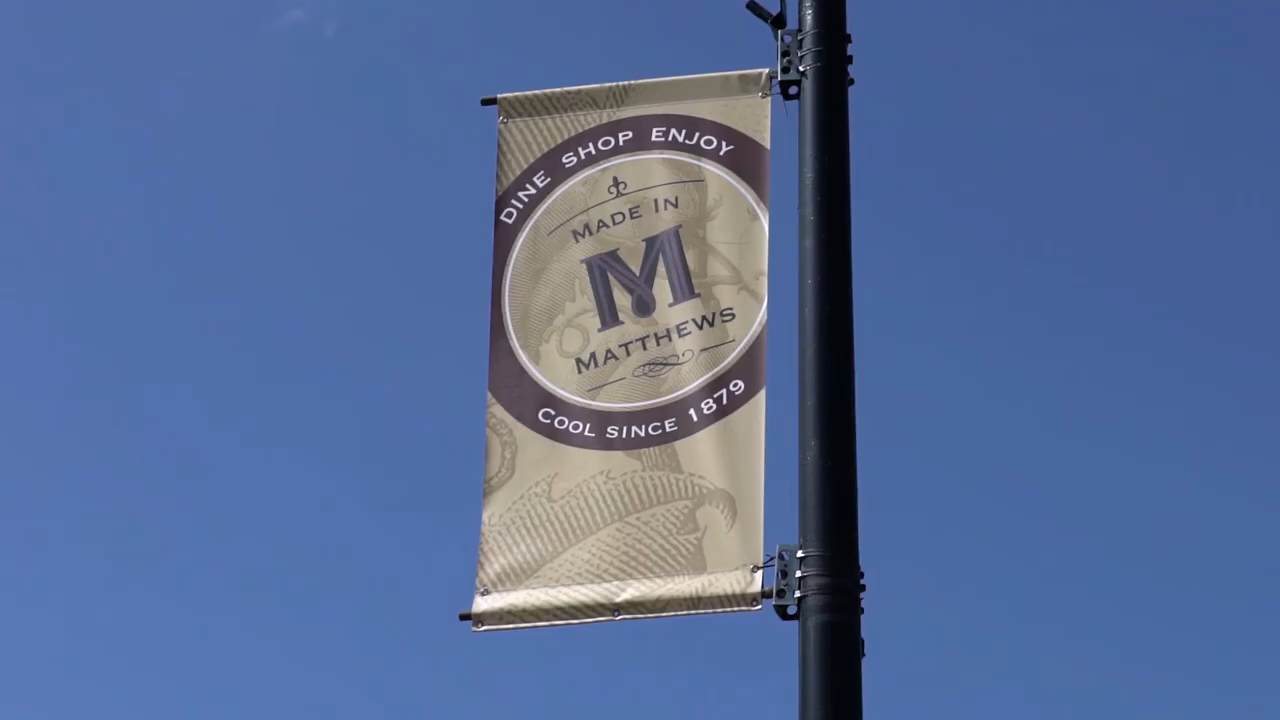 DINE SHOP ENJOY
MADE IN
M
MATTHEWS
COOL SINCE 1879